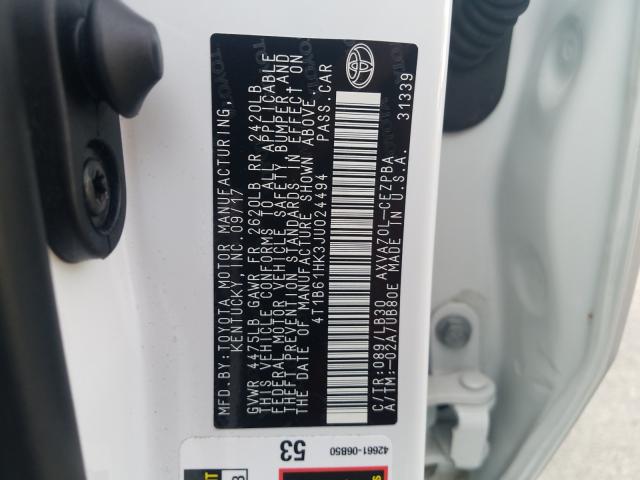 MFD.BY: TOYOTA MOTOR MANUFACTURING,
KENTUCKY, INC. 09/17
GVWR 4475LB GAWR FR 2620LB RR 2420LB
THIS VEHICLE CONFORMS TO ALL APPLICABLE
FEDERAL MOTOR VEHICLE SAFETY, BUMPER AND
THEFT PREVENTION STANDARDS IN EFFECT ON
THE DATE OF MANUFACTURE SHOWN ABOVE.
4T1B61HK3JU024494 PASS.CAR
C/TR:089/LB30 AXVA70L-CEZPBA
A/TM:-02A/UB80E MADE IN U.S.A. 31339
42661-06B50
53